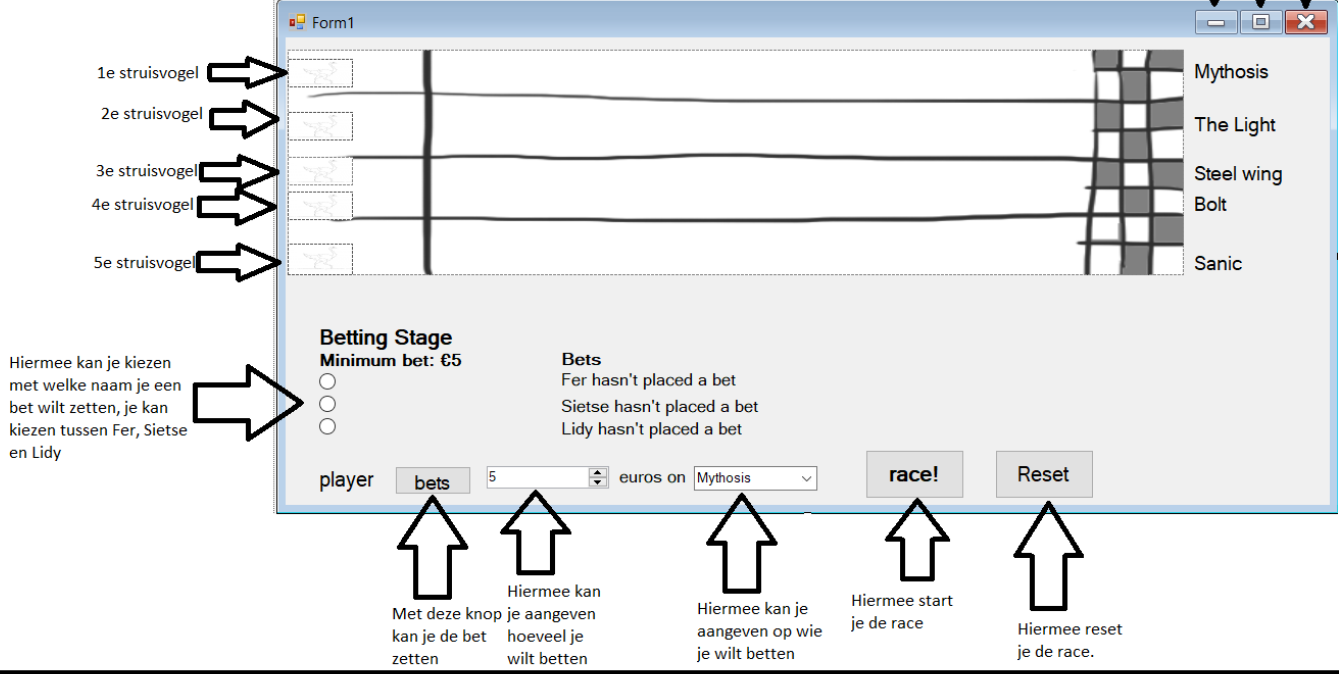 Form1
1e struisvogel
Mythosis
2e struisvogel
The Light
3e struisvogel
Steel wing
4e struisvogel
Bolt
5e struisvogel
Sanic
Betting Stage
Minimum bet: €5
Hiermee kan je kiezen
met welke naam je een
bet wilt zetten, je kan
kiezen tussen Fer, Sietse
en Lidy
Bets
Fer hasn't placed a bet
Sietse hasn't placed a bet
Lidy hasn't placed a bet
player bets 5 euros on Mythosis race! Reset
Met deze knop
kan je de bet
zetten
Hiermee kan
je aangeven
hoeveel je
wilt betten
Hiermee kan je
aangeven op wie
je wilt betten
Hiermee start
je de race
Hiermee reset
je de race.